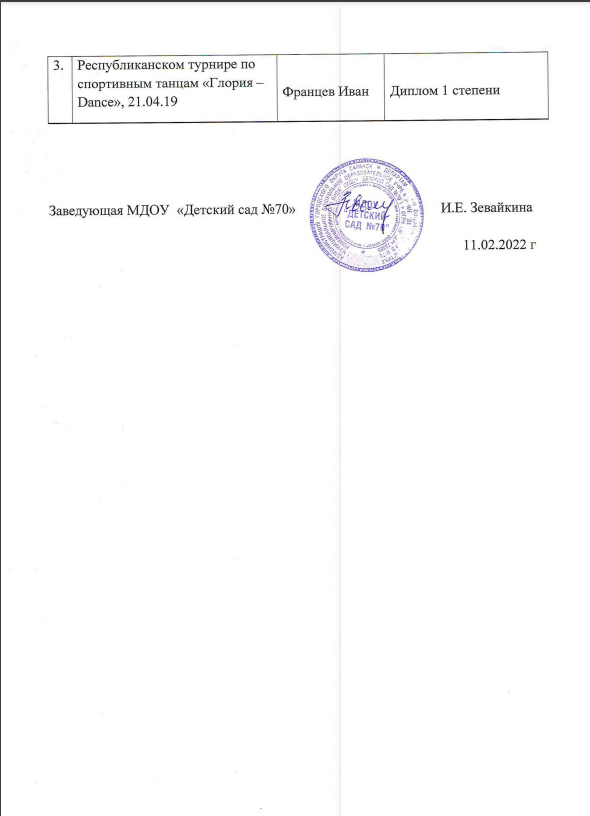 3.
Республиканском турнире по
спортивным танцам «Глория –
Dance», 21.04.19
Францев Иван
Диплом 1 степени
Заведующая МДОУ «Детский сад №70»
"ДЕТСКИЙ
САД №70"
И.Е. Зевайкина
11.02.2022 г